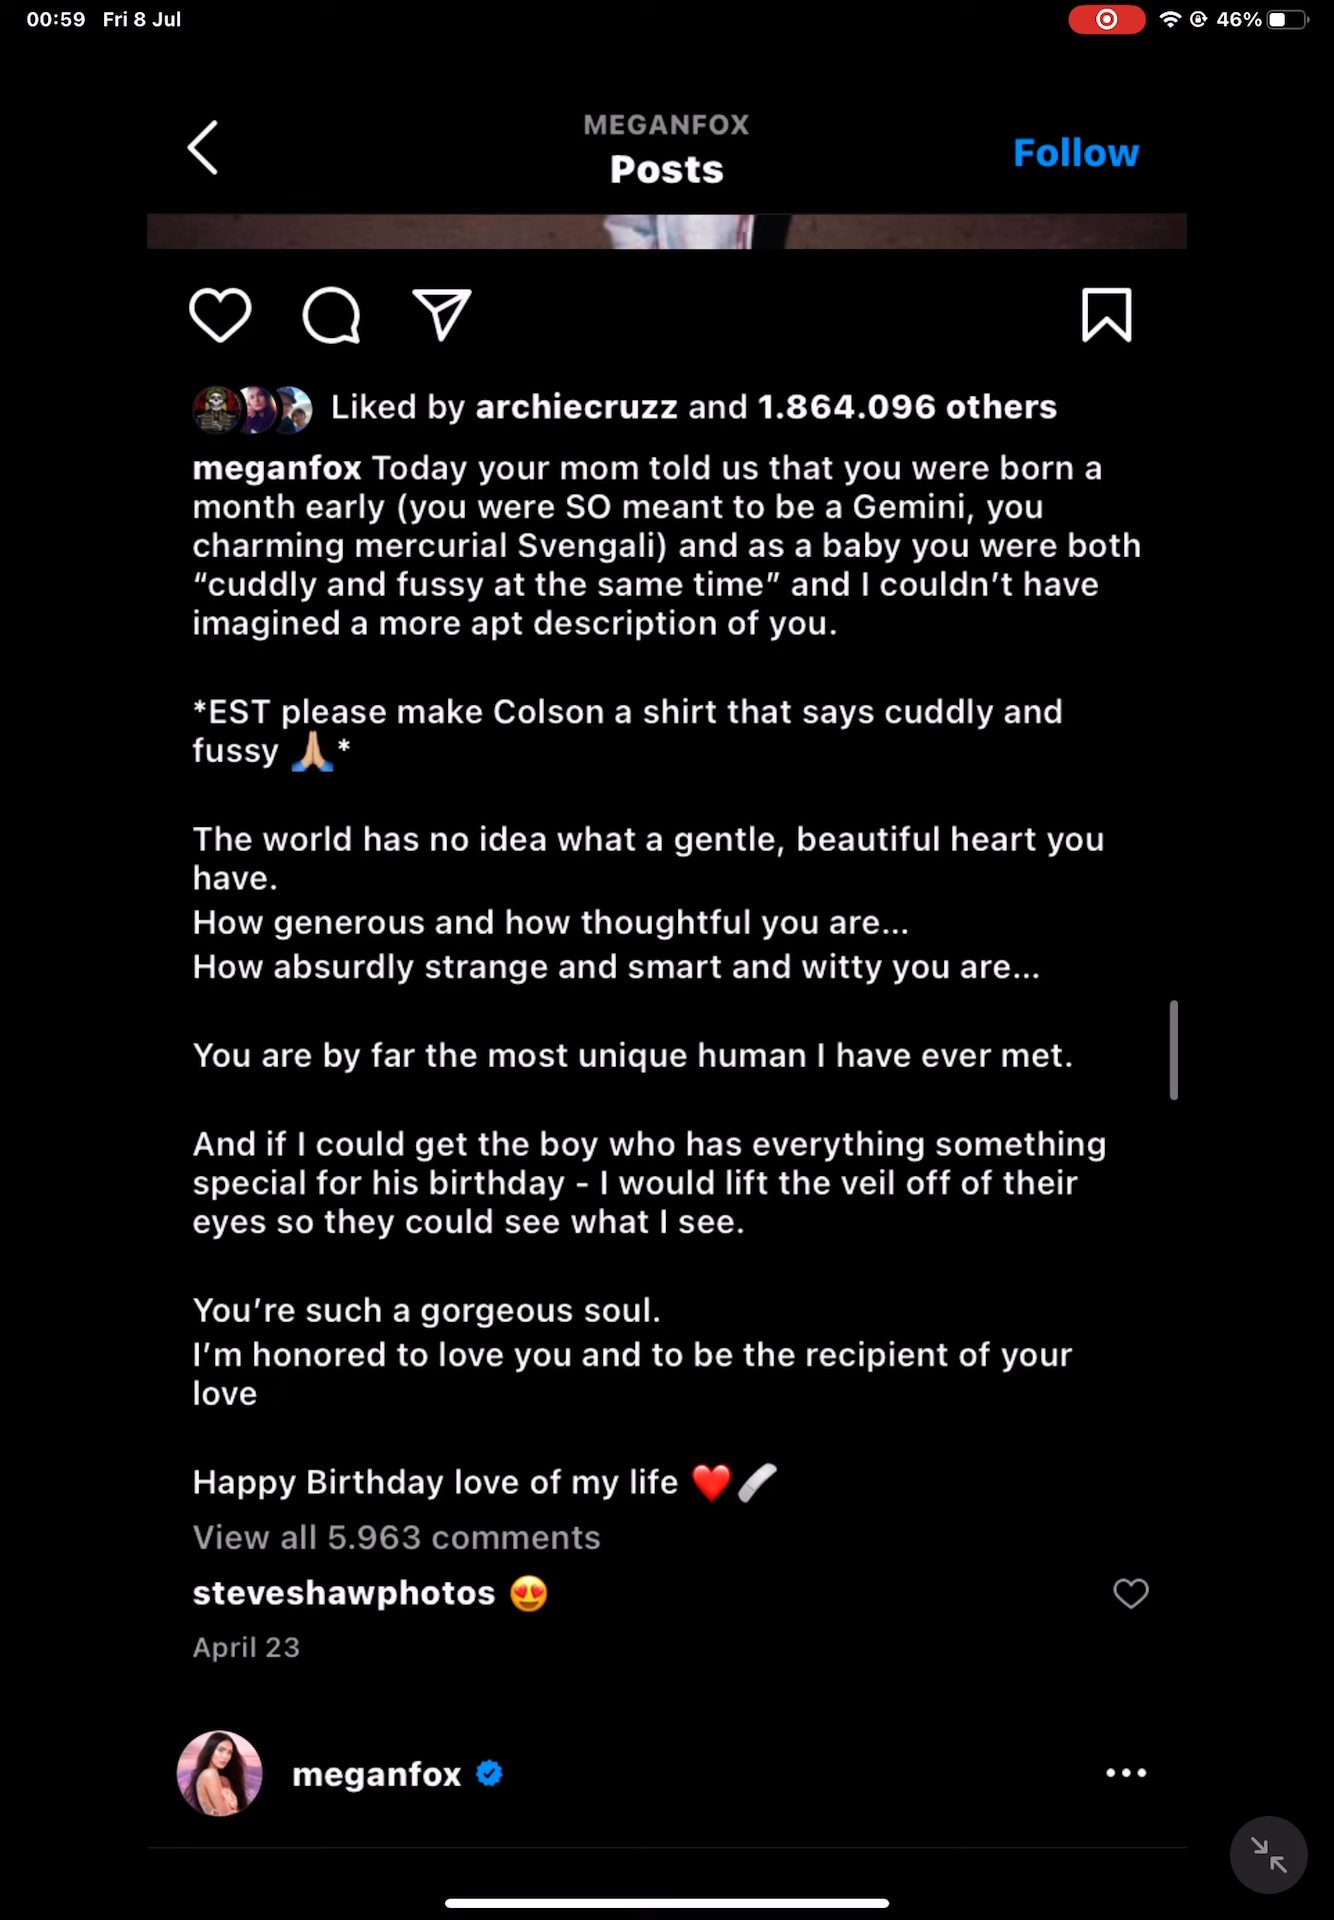 00:59 Fri 8 Jul
46%
MEGANFOX
Posts
Follow
Liked by archiecruzz and 1.864.096 others
meganfox Today your mom told us that you were born a
month early (you were SO meant to be a Gemini, you
charming mercurial Svengali) and as a baby you were both
“cuddly and fussy at the same time” and I couldn’t have
imagined a more apt description of you.
*EST please make Colson a shirt that says cuddly and
fussy 🙏🏼*
The world has no idea what a gentle, beautiful heart you
have.
How generous and how thoughtful you are...
How absurdly strange and smart and witty you are...
You are by far the most unique human I have ever met.
And if I could get the boy who has everything something
special for his birthday - I would lift the veil off of their
eyes so they could see what I see.
You’re such a gorgeous soul.
I’m honored to love you and to be the recipient of your
love
Happy Birthday love of my life ❤️🩹
View all 5.963 comments
steveshawphotos 😍
April 23
meganfox